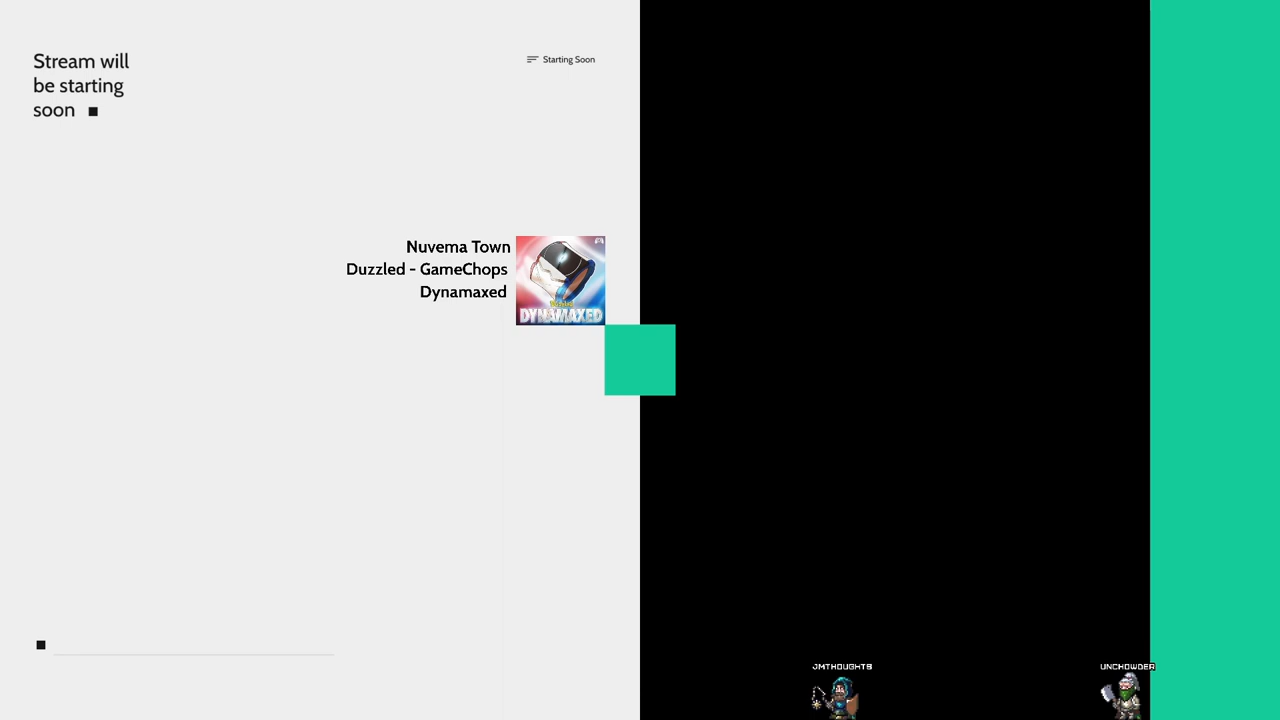 Stream will
be starting
soon
Starting Soon
Nuvema Town
Duzzled - GameChops
Dynamaxed
DYNAMAXED
JMTHOUGHTS
UNCHOWDER